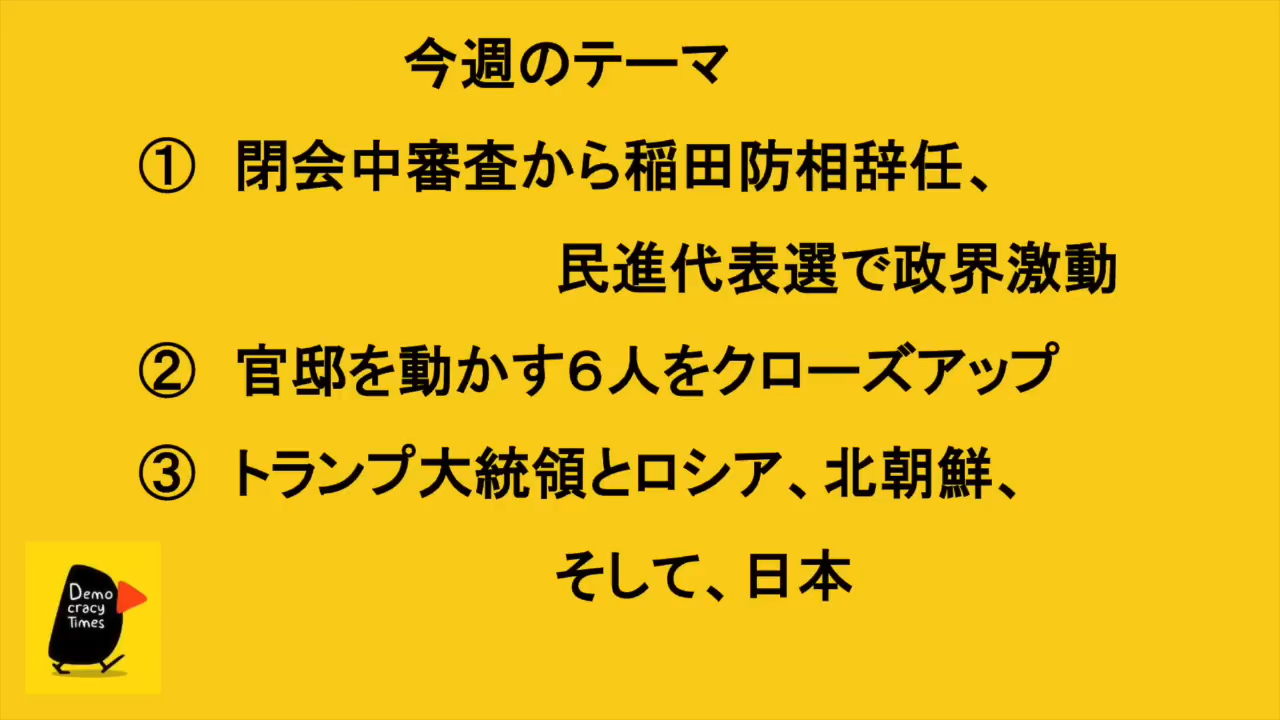 今週のテーマ
① 閉会中審査から稲田防相辞任、
民進代表選で政界激動
② 官邸を動かす６人をクローズアップ
③ トランプ大統領とロシア、北朝鮮、
そして、日本
Demo
cracy
Times